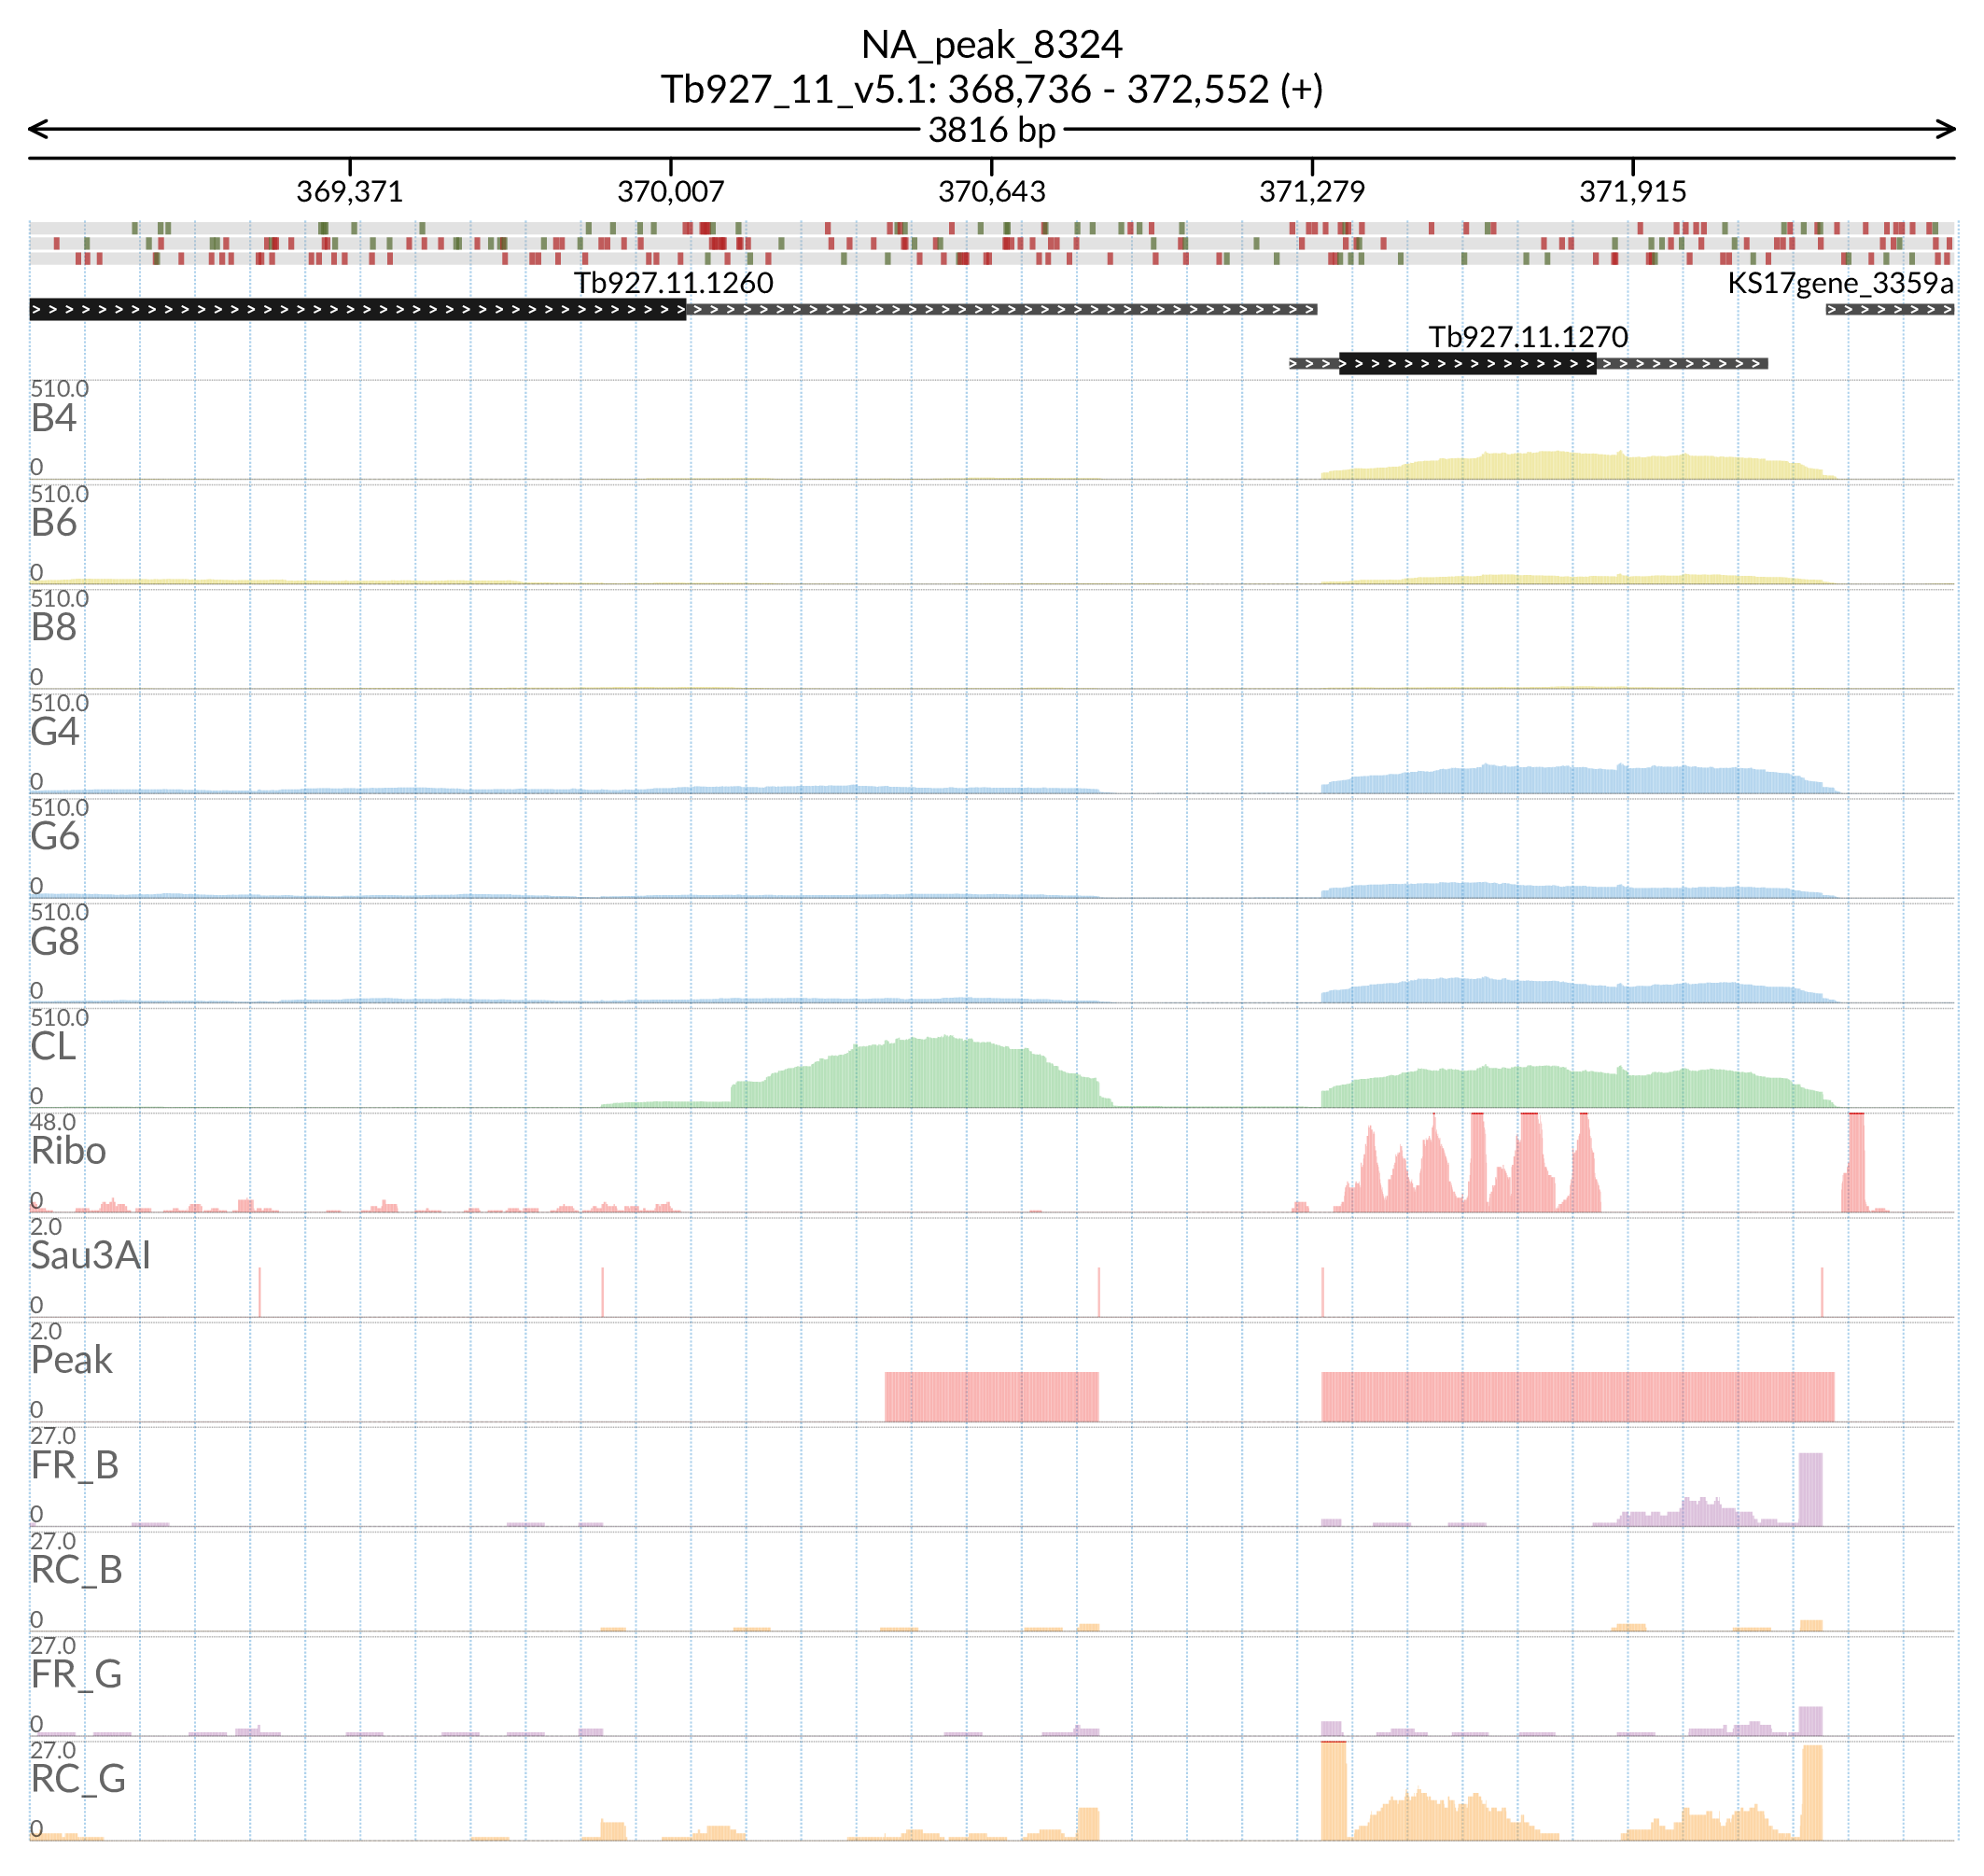 NA_peak_8324
Tb927_11_v5.1: 368,736 - 372,552 (+)
3816 bp
369,371 370,007 370,643 371,279 371,915
Tb927.11.1260 KS17gene_3359a
Tb927.11.1270
510.0
B4
0
510.0
B6
0
510.0
B8
0
510.0
G4
0
510.0
G6
0
510.0
G8
0
510.0
CL
0
48.0
Ribo
0
2.0
Sau3AI
0
2.0
Peak
0
27.0
FR_B
0
27.0
RC_B
0
27.0
FR_G
0
27.0
RC_G
0